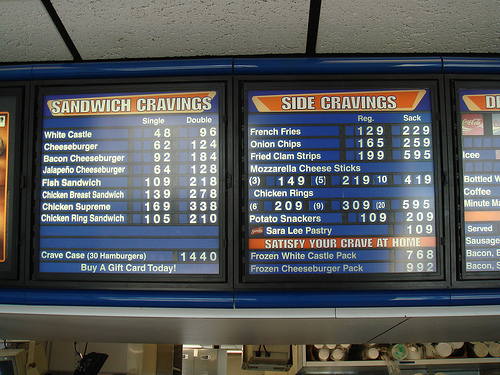 SANDWICH CRAVINGS
Single Double
White Castle 48 96
Cheeseburger 62 124
Bacon Cheeseburger 92 184
Jalapeño Cheeseburger 64 128
Fish Sandwich 109 218
Chicken Breast Sandwich 139 278
Chicken Supreme 169 338
Chicken Ring Sandwich 105 210
Crave Case (30 Hamburgers) 1440
Buy A Gift Card Today!
SIDE CRAVINGS
Reg. Sack
French Fries 129 229
Onion Chips 165 259
Fried Clam Strips 199 595
Mozzarella Cheese Sticks
(3) 149 (5) 219 10 419
Chicken Rings
(6 209 (9) 309 (20 595
Potato Snackers 109 209
Sara Lee Pastry 109
SATISFY YOUR CRAVE AT HOME
Frozen White Castle Pack 768
Frozen Cheeseburger Pack 992
D
Coca-Cola
Icee
Bottled W
Coffee
Minute Ma
Served
Sausage
Bacon, E
Bacon, S